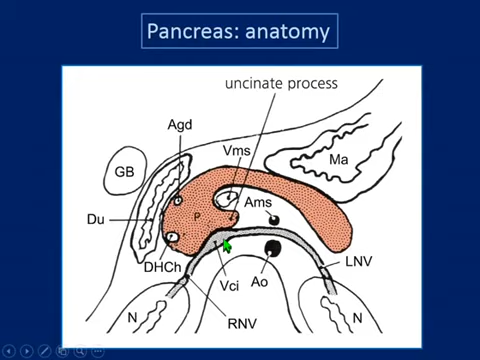 Pancreas: anatomy
uncinate process
Agd
Vms
GB
Ma
Ams
P
Du
DHCh
LNV
Vci
Ao
N
RNV
N